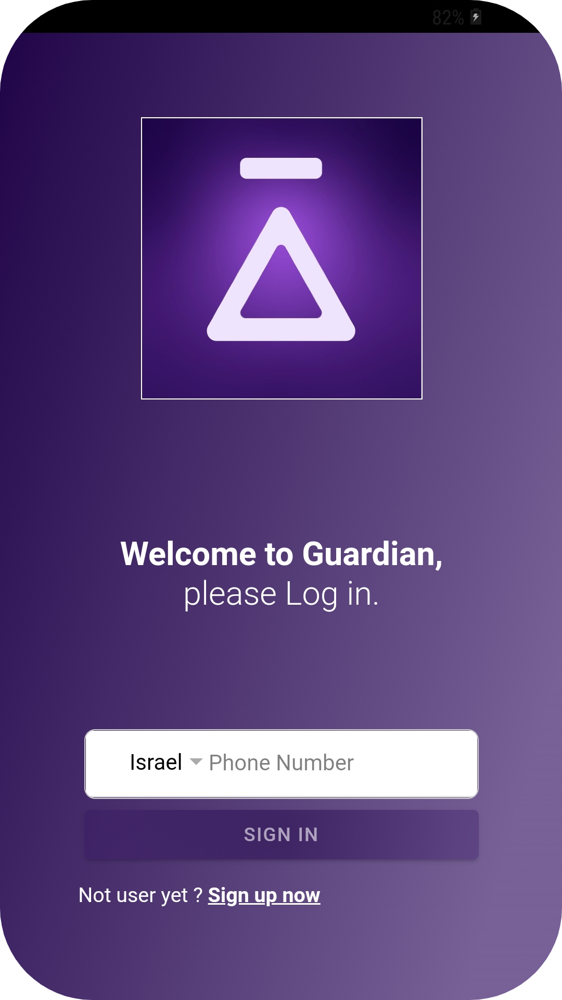 82%
Welcome to Guardian,
please Log in.
Israel Phone Number
SIGN IN
Not user yet ? Sign up now